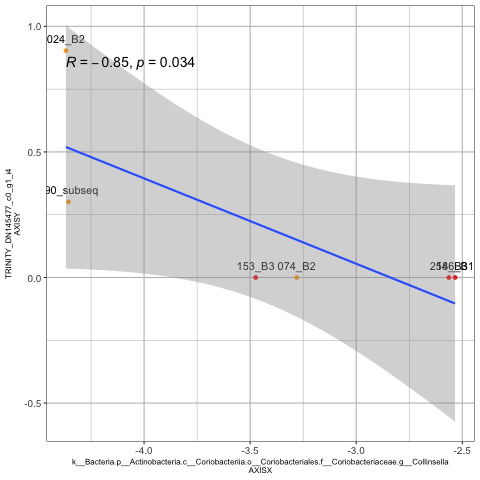 1.0
024_B2
R = − 0.85, p = 0.034
0.5
90_subseq
0.0
153_B3 074_B2
-0.5
-4.0 -3.5 -3.0 -2.5
k__Bacteria.p__Actinobacteria.c__Coriobacteriia.o__Coriobacteriales.f__Coriobacteriaceae.g__Collinsella
AXISX
TRINITY_DN145477_c0_g1_i4
AXISY